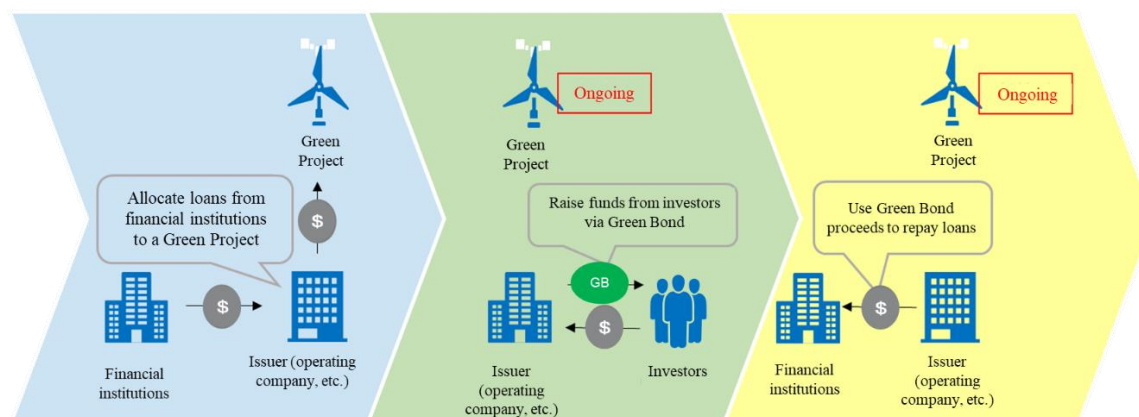 Green
Project
Allocate loans from
financial institutions
to a Green Project
$
$
Financial
institutions
Issuer (operating
company, etc.)
Ongoing
Green
Project
Raise funds from investors
via Green Bond
GB
$
Issuer
(operating
company, etc.)
Investors
Ongoing
Green
Project
Use Green Bond
proceeds to repay loans
$
Financial
institutions
Issuer
(operating
company, etc.)